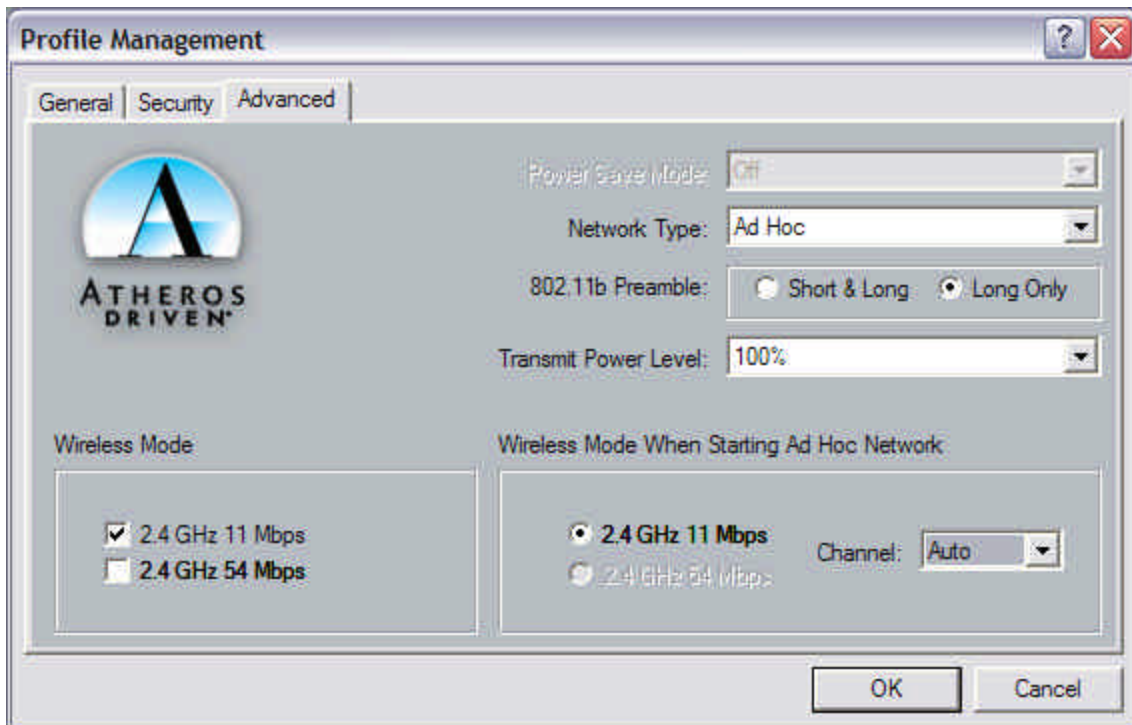 Profile Management
General
Security
Advanced
ATHEROS
DRIVEN
Power Save Mode: Off
Network Type: Ad Hoc
802.11b Preamble: Short & Long Long Only
Transmit Power Level: 100%
Wireless Mode
2.4 GHz 11 Mbps
2.4 GHz 54 Mbps
Wireless Mode When Starting Ad Hoc Network
2.4 GHz 11 Mbps
2.4 GHz 54 Mbps
Channel: Auto
OK
Cancel